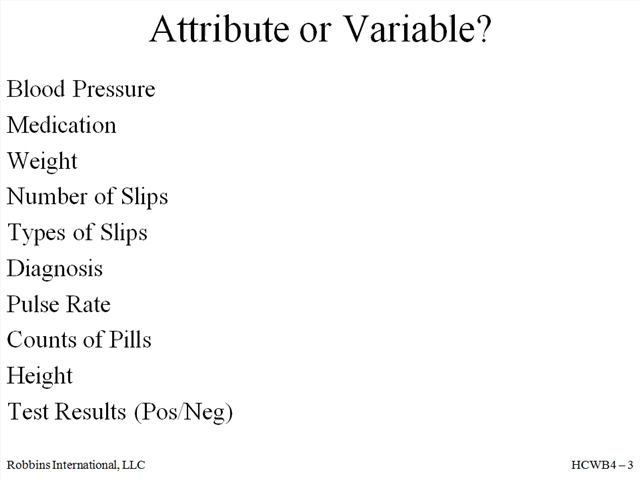 Attribute or Variable?
Blood Pressure
Medication
Weight
Number of Slips
Types of Slips
Diagnosis
Pulse Rate
Counts of Pills
Height
Test Results (Pos/Neg)
Robbins International, LLC
HCWB4 – 3